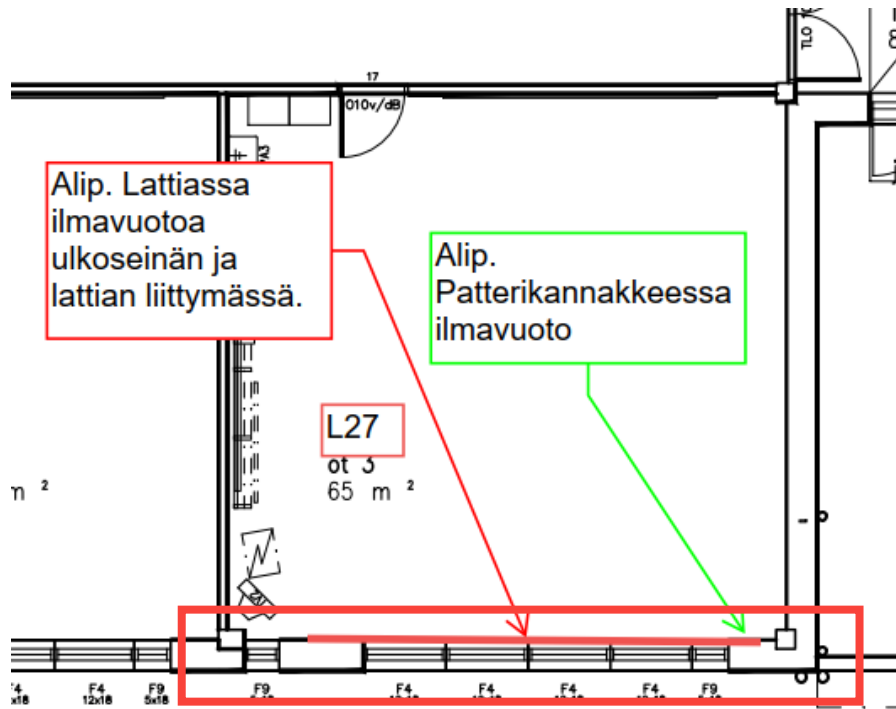 17
010v/dB
TLO
Alip. Lattiassa
ilmavuotoa
ulkoseinän ja
lattian liittymässä.
Alip.
Patterikannakkeessa
ilmavuoto
L27
ot 3
65 m ²
m ²
F4
F4
12x18
F9
5x18
F9
F4
F4
F4
F4
F9